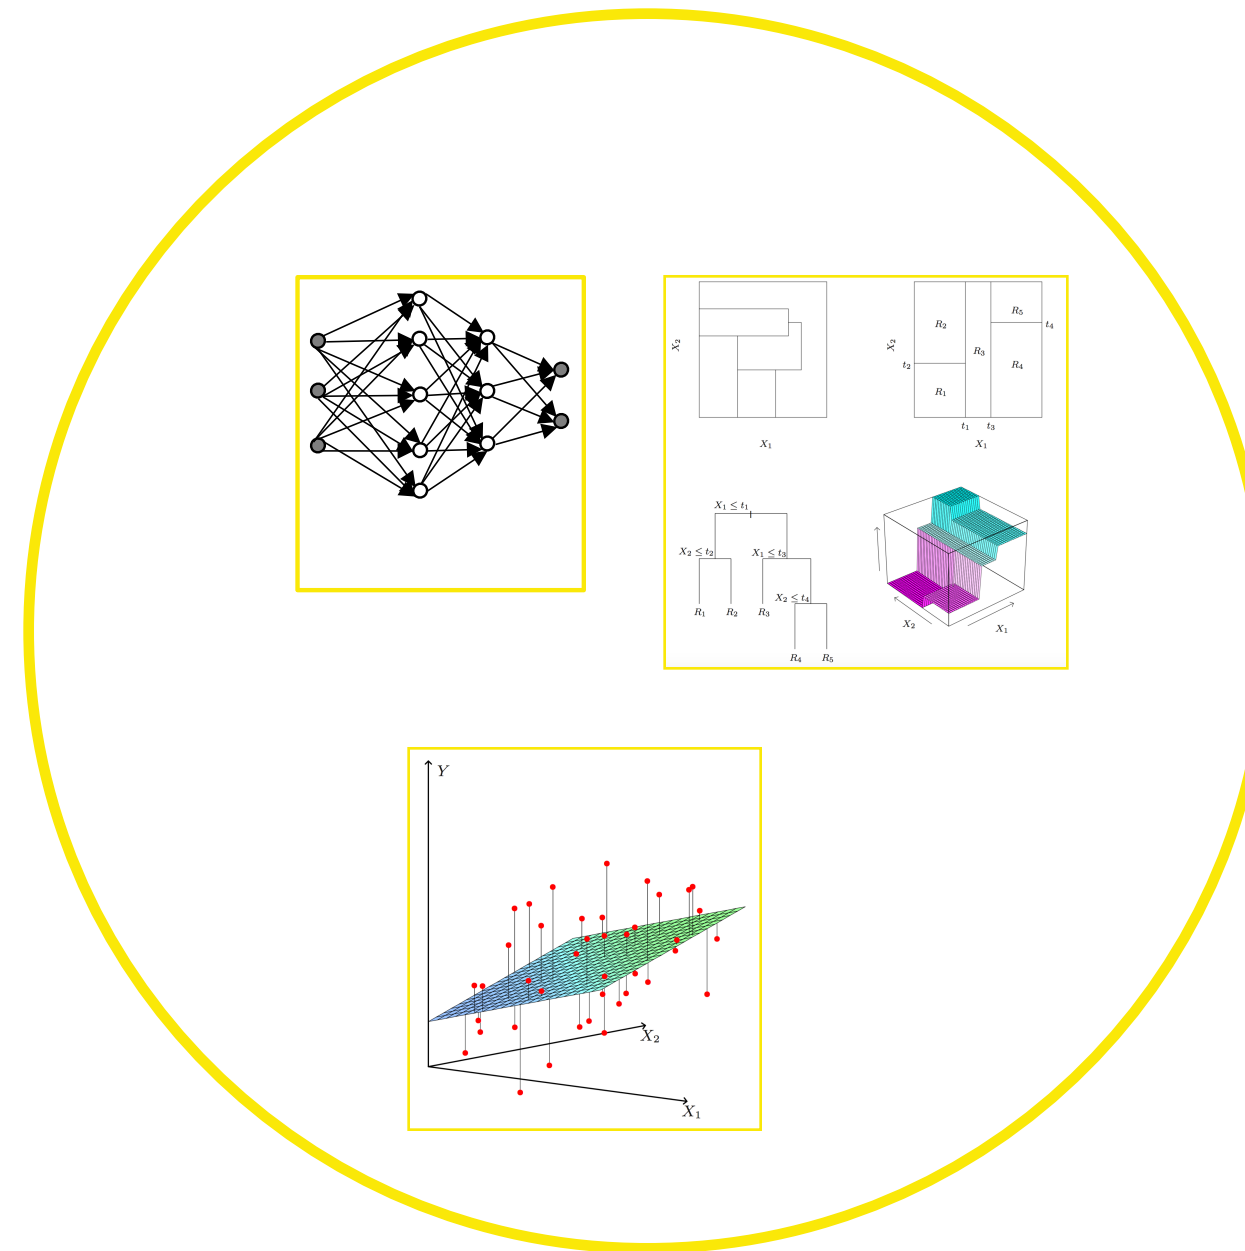 X₂
X₁
X₂
R₂
R₅
t₄
R₃
t₂
R₄
R₁
t₁
t₃
X₁
X₁ ≤ t₁
X₂ ≤ t₂
X₁ ≤ t₃
X₂ ≤ t₄
R₁
R₂
R₃
R₄
R₅
X₂
X₁
Y
X₂
X₁